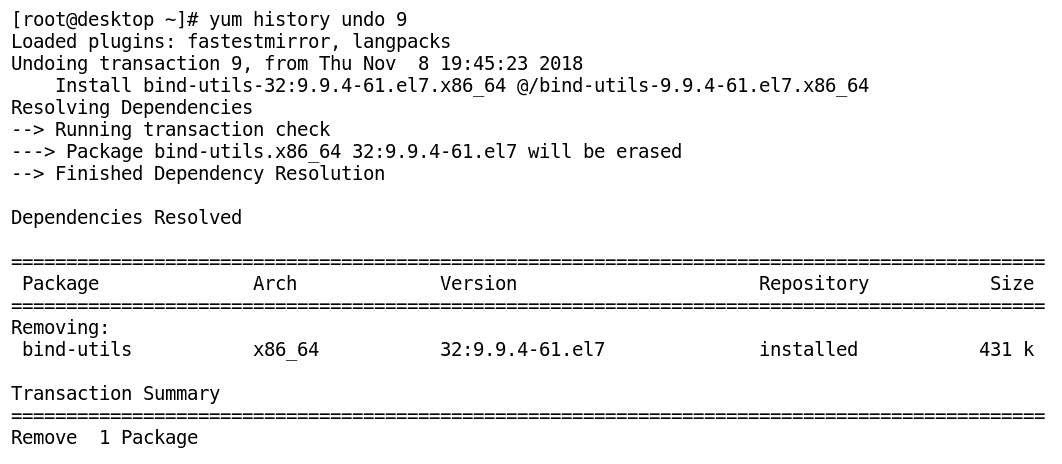 [root@desktop ~]# yum history undo 9
Loaded plugins: fastestmirror, langpacks
Undoing transaction 9, from Thu Nov  8 19:45:23 2018
    Install bind-utils-32:9.9.4-61.el7.x86_64 @/bind-utils-9.9.4-61.el7.x86_64
Resolving Dependencies
--> Running transaction check
---> Package bind-utils.x86_64 32:9.9.4-61.el7 will be erased
--> Finished Dependency Resolution

Dependencies Resolved

==============================================================================================
 Package              Arch             Version                      Repository           Size
==============================================================================================
Removing:
 bind-utils           x86_64           32:9.9.4-61.el7              installed           431 k

Transaction Summary
==============================================================================================
Remove  1 Package